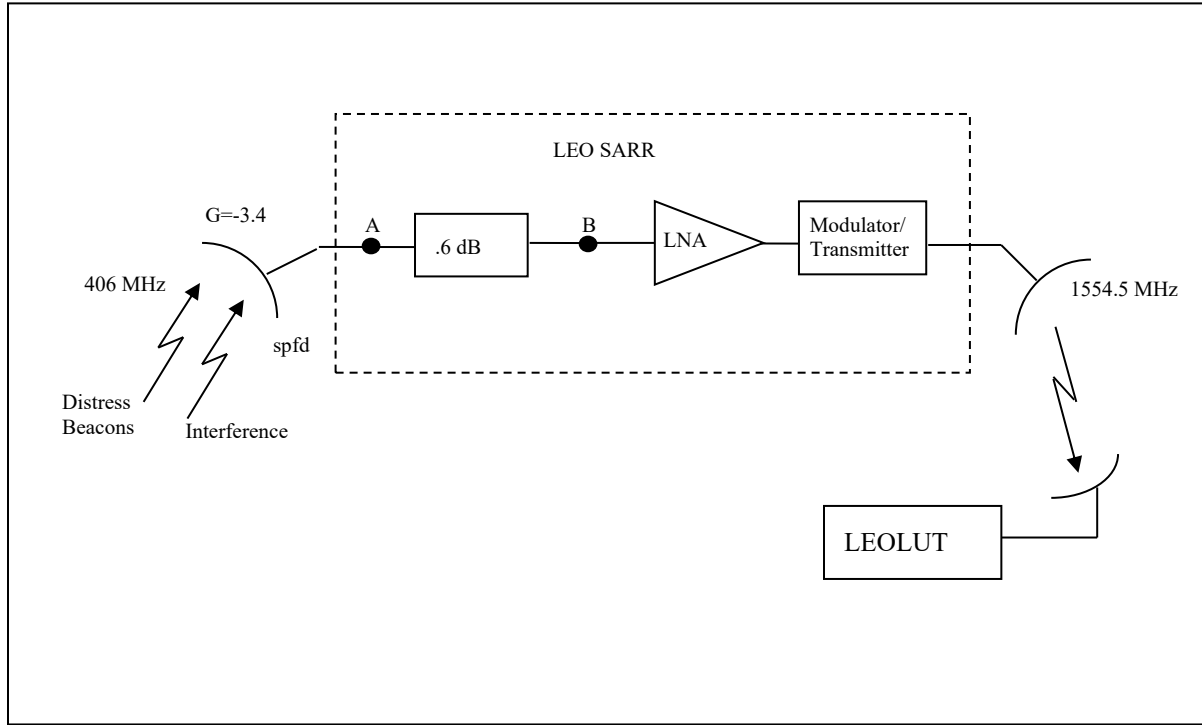 LEO SARR
G=-3.4
A
.6 dB
B
LNA
Modulator/
Transmitter
406 MHz
1554.5 MHz
spfd
Distress
Beacons
Interference
LEOLUT